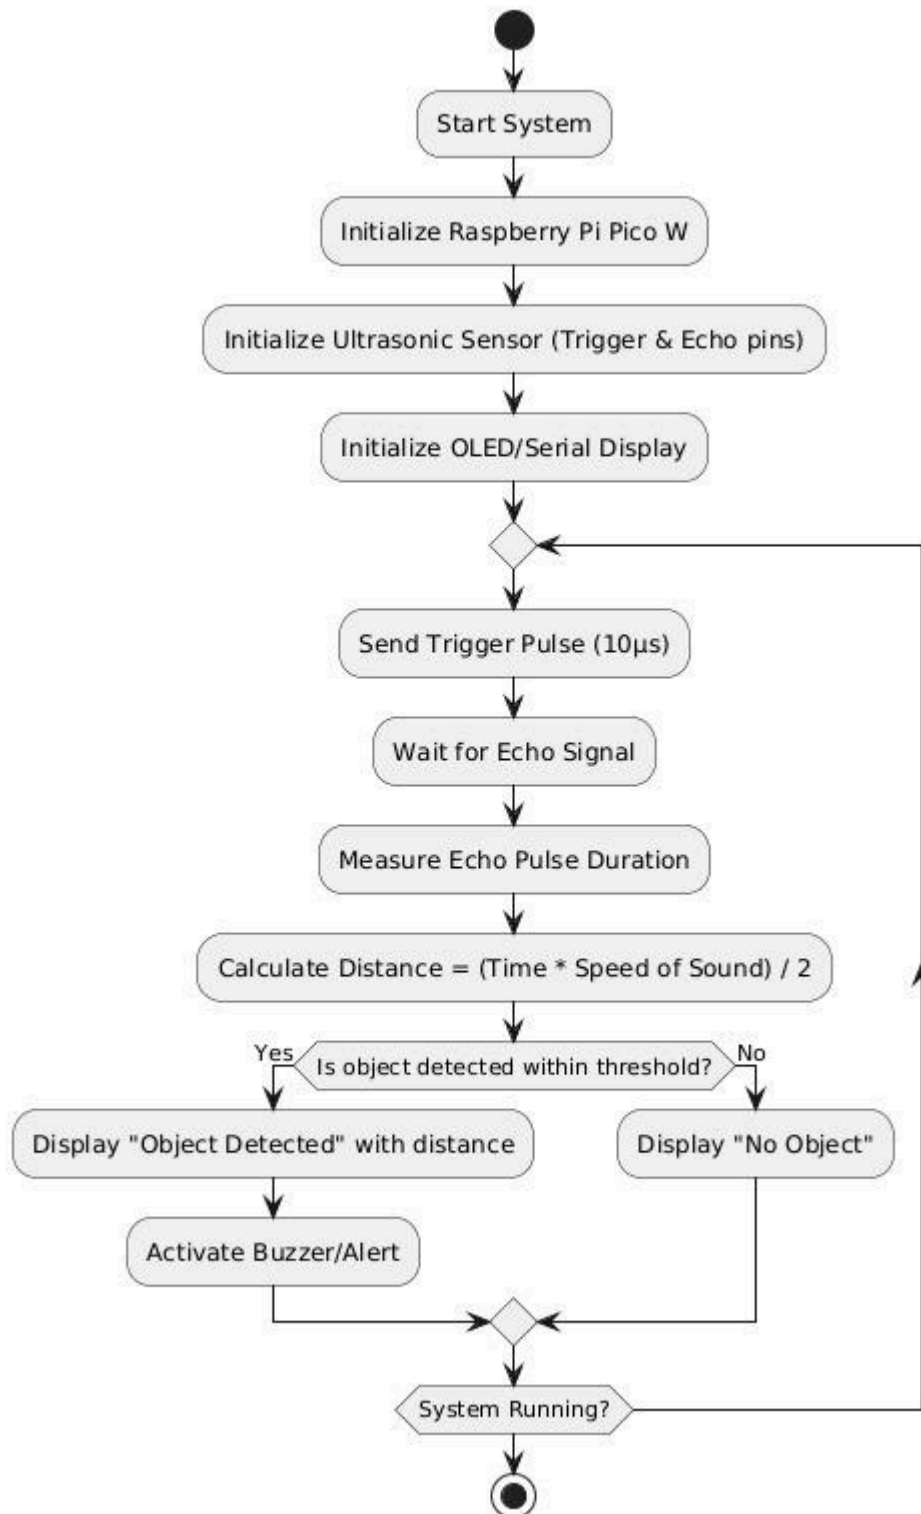 Start System
Initialize Raspberry Pi Pico W
Initialize Ultrasonic Sensor (Trigger & Echo pins)
Initialize OLED/Serial Display
Send Trigger Pulse (10µs)
Wait for Echo Signal
Measure Echo Pulse Duration
Calculate Distance = (Time * Speed of Sound) / 2
Yes
Is object detected within threshold?
No
Display "Object Detected" with distance
Display "No Object"
Activate Buzzer/Alert
System Running?